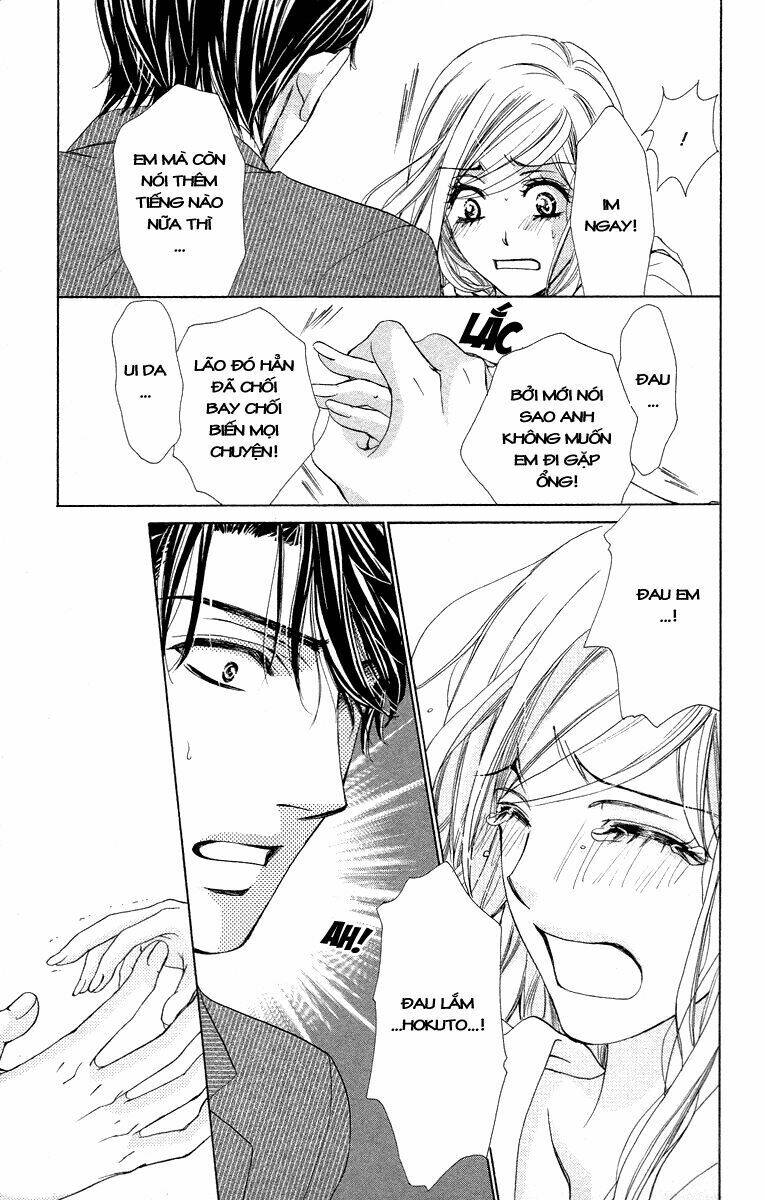 !
IM
NGAY!
EM MÀ CÒN
NÓI THÊM
TIẾNG NÀO
NỮA THÌ
...
ĐAU
...
LẮC
BỞI MỚI NÓI
SAO ANH
KHÔNG MUỐN
EM ĐI GẶP
ỔNG!
LÃO ĐÓ HẲN
ĐÃ CHỐI
BAY CHỐI
BIẾN MỌI
CHUYỆN!
UI DA
...
ĐAU EM
...!
AH!
ĐAU LẮM
...HOKUTO...!